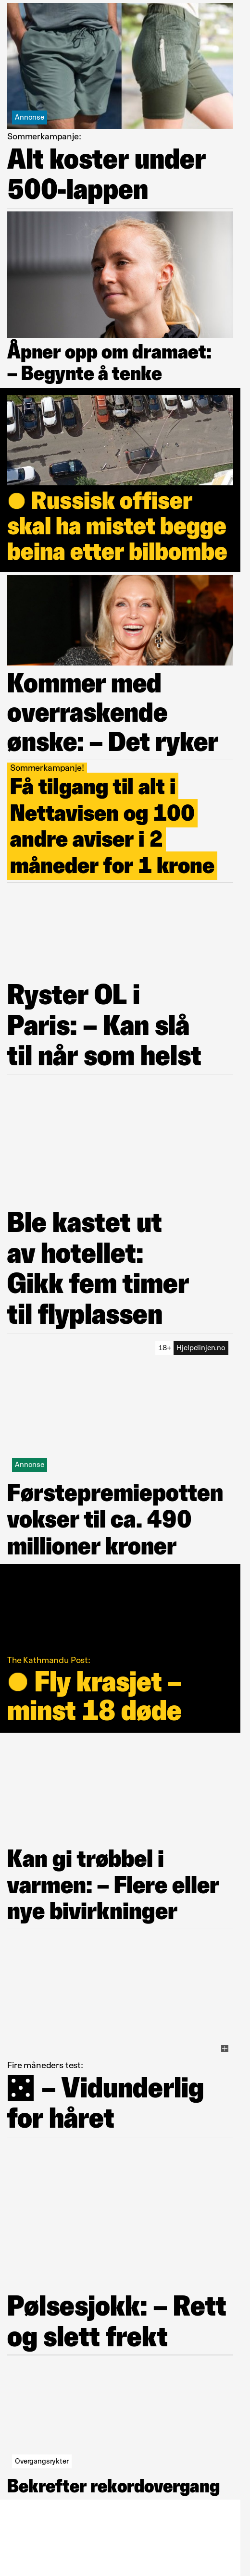 Annonse
Sommerkampanje:
Alt koster under
500-lappen
Åpner opp om dramaet:
– Begynte å tenke
Russisk offiser
skal ha mistet begge
beina etter bilbombe
Kommer med
overraskende
ønske: – Det ryker
Sommerkampanje!
Få tilgang til alt i
Nettavisen og 100
andre aviser i 2
måneder for 1 krone
Ryster OL i
Paris: – Kan slå
til når som helst
Ble kastet ut
av hotellet:
Gikk fem timer
til flyplassen
18+ Hjelpelinjen.no
Annonse
Førstepremiepotten
vokser til ca. 490
millioner kroner
The Kathmandu Post:
Fly krasjet –
minst 18 døde
Kan gi trøbbel i
varmen: – Flere eller
nye bivirkninger
Fire måneders test:
– Vidunderlig
for håret
Pølsesjokk: – Rett
og slett frekt
Overgangsrykter
Bekrefter rekordovergang